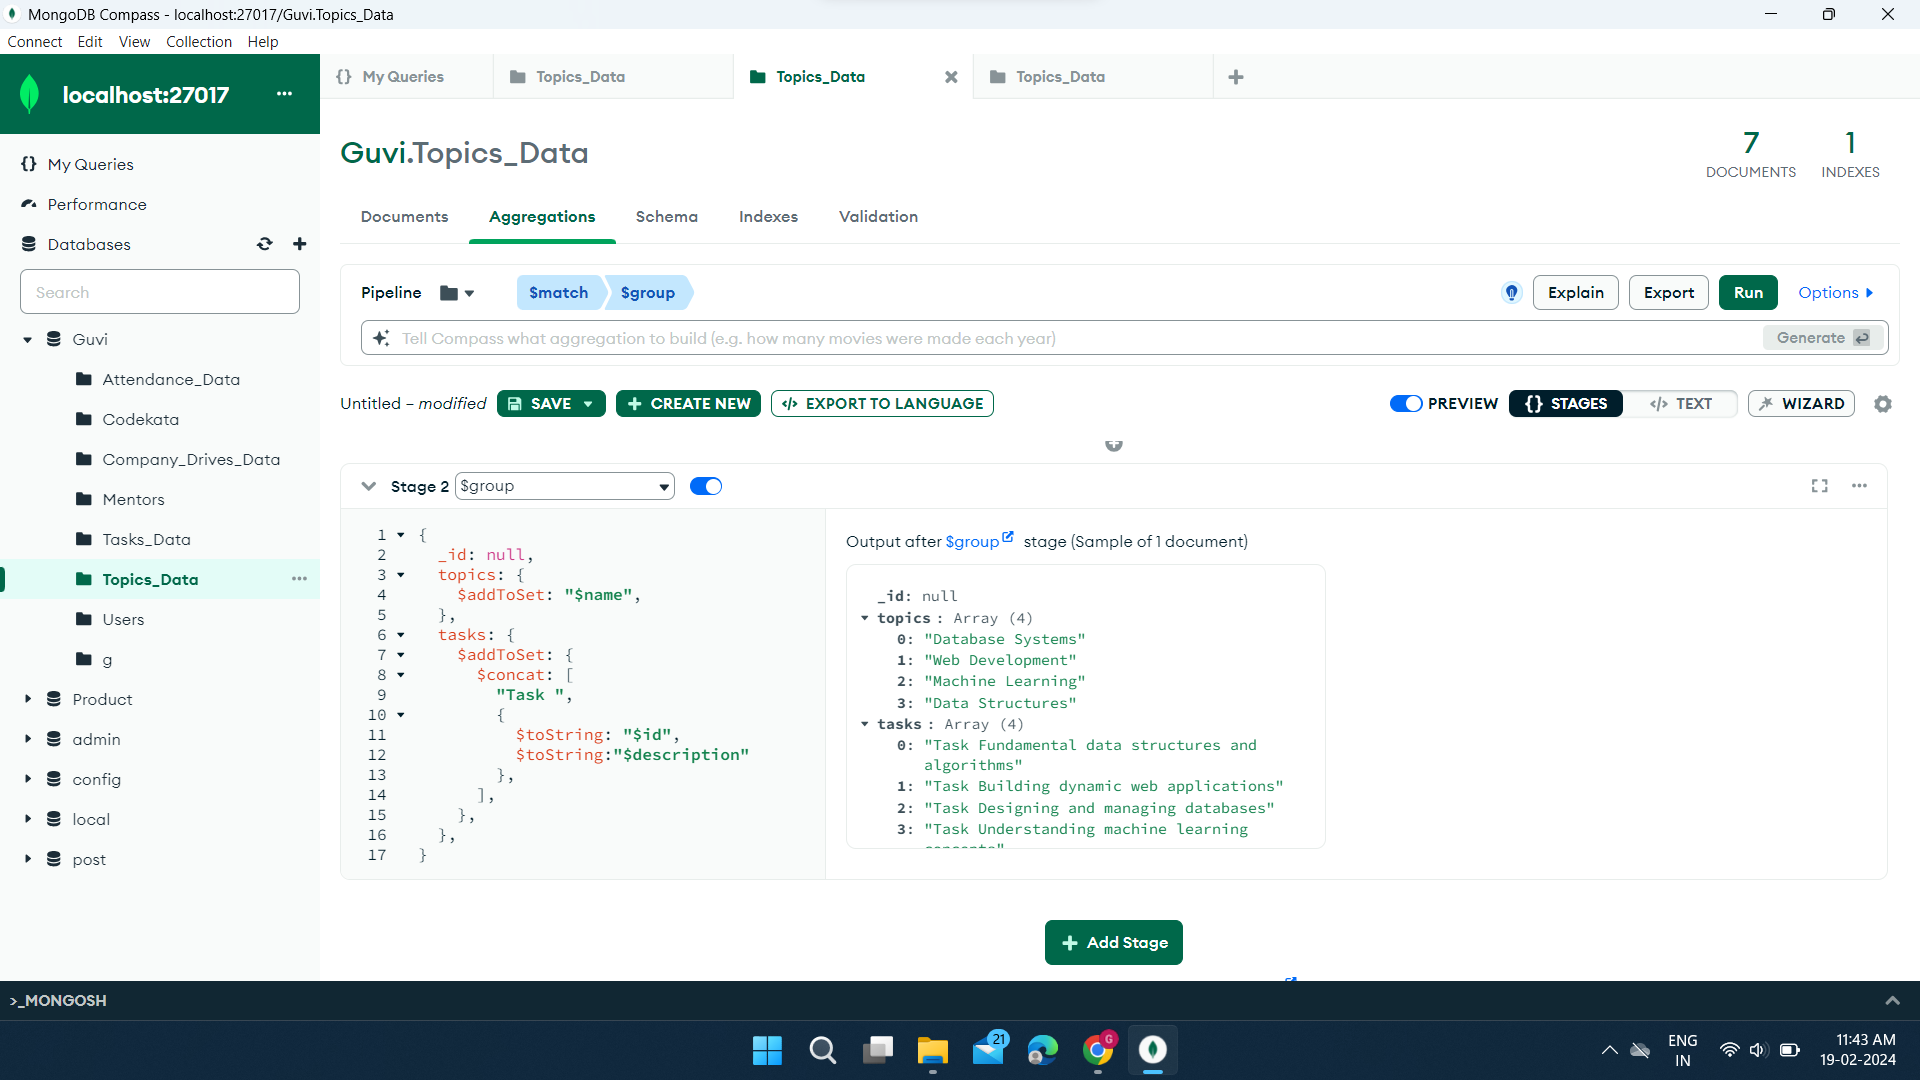 MongoDB Compass - localhost:27017/Guvi.Topics_Data
Connect Edit View Collection Help
localhost:27017
My Queries
Performance
Databases
Search
Guvi
Attendance_Data
Codekata
Company_Drives_Data
Mentors
Tasks_Data
Topics_Data
Users
g
Product
admin
config
local
post
My Queries
Topics_Data
Topics_Data
Topics_Data
Guvi.Topics_Data
7
DOCUMENTS
1
INDEXES
Documents Aggregations Schema Indexes Validation
Pipeline $match $group Explain Export Run Options
Tell Compass what aggregation to build (e.g. how many movies were made each year) Generate
Untitled – modified SAVE + CREATE NEW </> EXPORT TO LANGUAGE PREVIEW {} STAGES </> TEXT WIZARD
Stage 2 $group
1 {
2 _id: null,
3 topics: {
4 $addToSet: "$name",
5 },
6 tasks: {
7 $addToSet: {
8 $concat: [
9 "Task ",
10 {
11 $toString: "$id",
12 $toString:"$description"
13 },
14 ],
15 },
16 },
17 }
Output after $group stage (Sample of 1 document)
_id: null
topics : Array (4)
0: "Database Systems"
1: "Web Development"
2: "Machine Learning"
3: "Data Structures"
tasks : Array (4)
0: "Task Fundamental data structures and
algorithms"
1: "Task Building dynamic web applications"
2: "Task Designing and managing databases"
3: "Task Understanding machine learning
concepts"
+ Add Stage
>_MONGOSH
21
G
ENG
IN
11:43 AM
19-02-2024